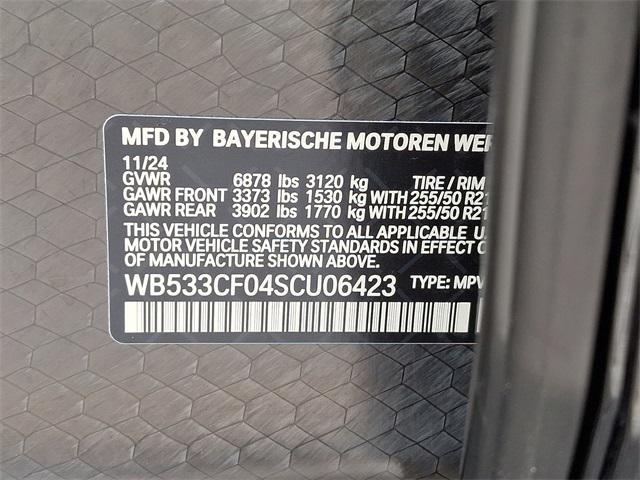 MFD BY BAYERISCHE MOTOREN
11/24
GVWR 6878 lbs 3120 kg TIRE / RIM
GAWR FRONT 3373 lbs 1530 kg WITH 255/50 R21
GAWR REAR 3902 lbs 1770 kg WITH 255/50 R21
THIS VEHICLE CONFORMS TO ALL APPLICABLE
MOTOR VEHICLE SAFETY STANDARDS IN EFFECT
OF MANUFACTURE SHOWN ABOVE.
WB533CF04SCU06423 TYPE: MPV